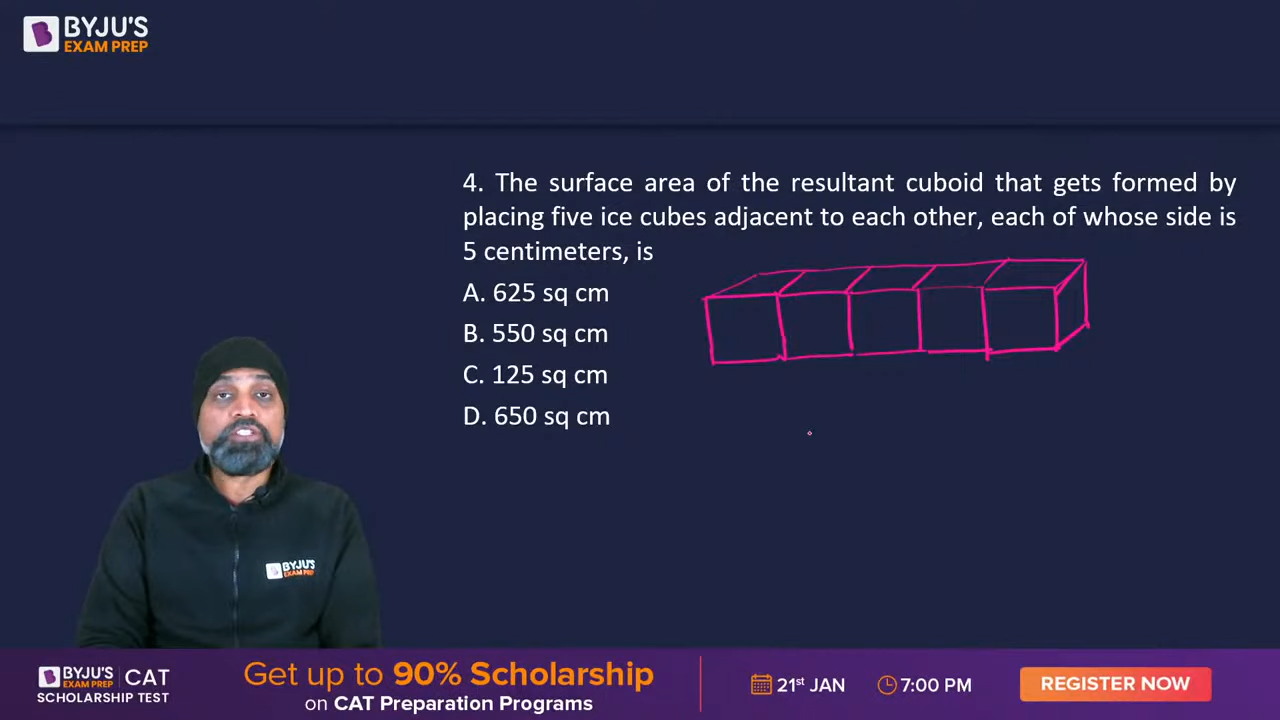 BYJU'S
EXAM PREP
4. The surface area of the resultant cuboid that gets formed by
placing five ice cubes adjacent to each other, each of whose side is
5 centimeters, is
A. 625 sq cm
B. 550 sq cm
C. 125 sq cm
D. 650 sq cm
BYJU'S
EXAM PREP
BYJU'S
EXAM PREP
CAT
SCHOLARSHIP TEST
Get up to 90% Scholarship
on CAT Preparation Programs
21ST JAN
7:00 PM
REGISTER NOW